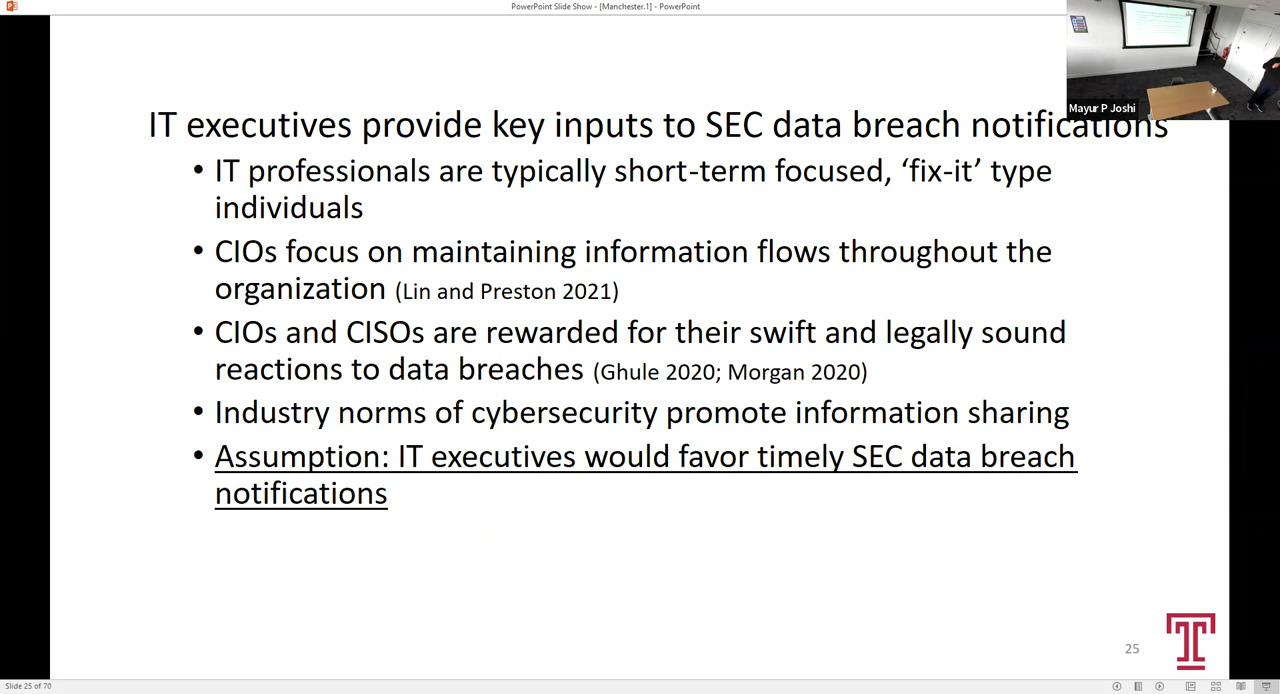 PowerPoint Slide Show - [Manchester.1] - PowerPoint
Mayur P Joshi
IT executives provide key inputs to SEC data breach notifications
• IT professionals are typically short-term focused, ‘fix-it’ type
individuals
• CIOs focus on maintaining information flows throughout the
organization (Lin and Preston 2021)
• CIOs and CISOs are rewarded for their swift and legally sound
reactions to data breaches (Ghule 2020; Morgan 2020)
• Industry norms of cybersecurity promote information sharing
• Assumption: IT executives would favor timely SEC data breach
notifications
25
Slide 25 of 70